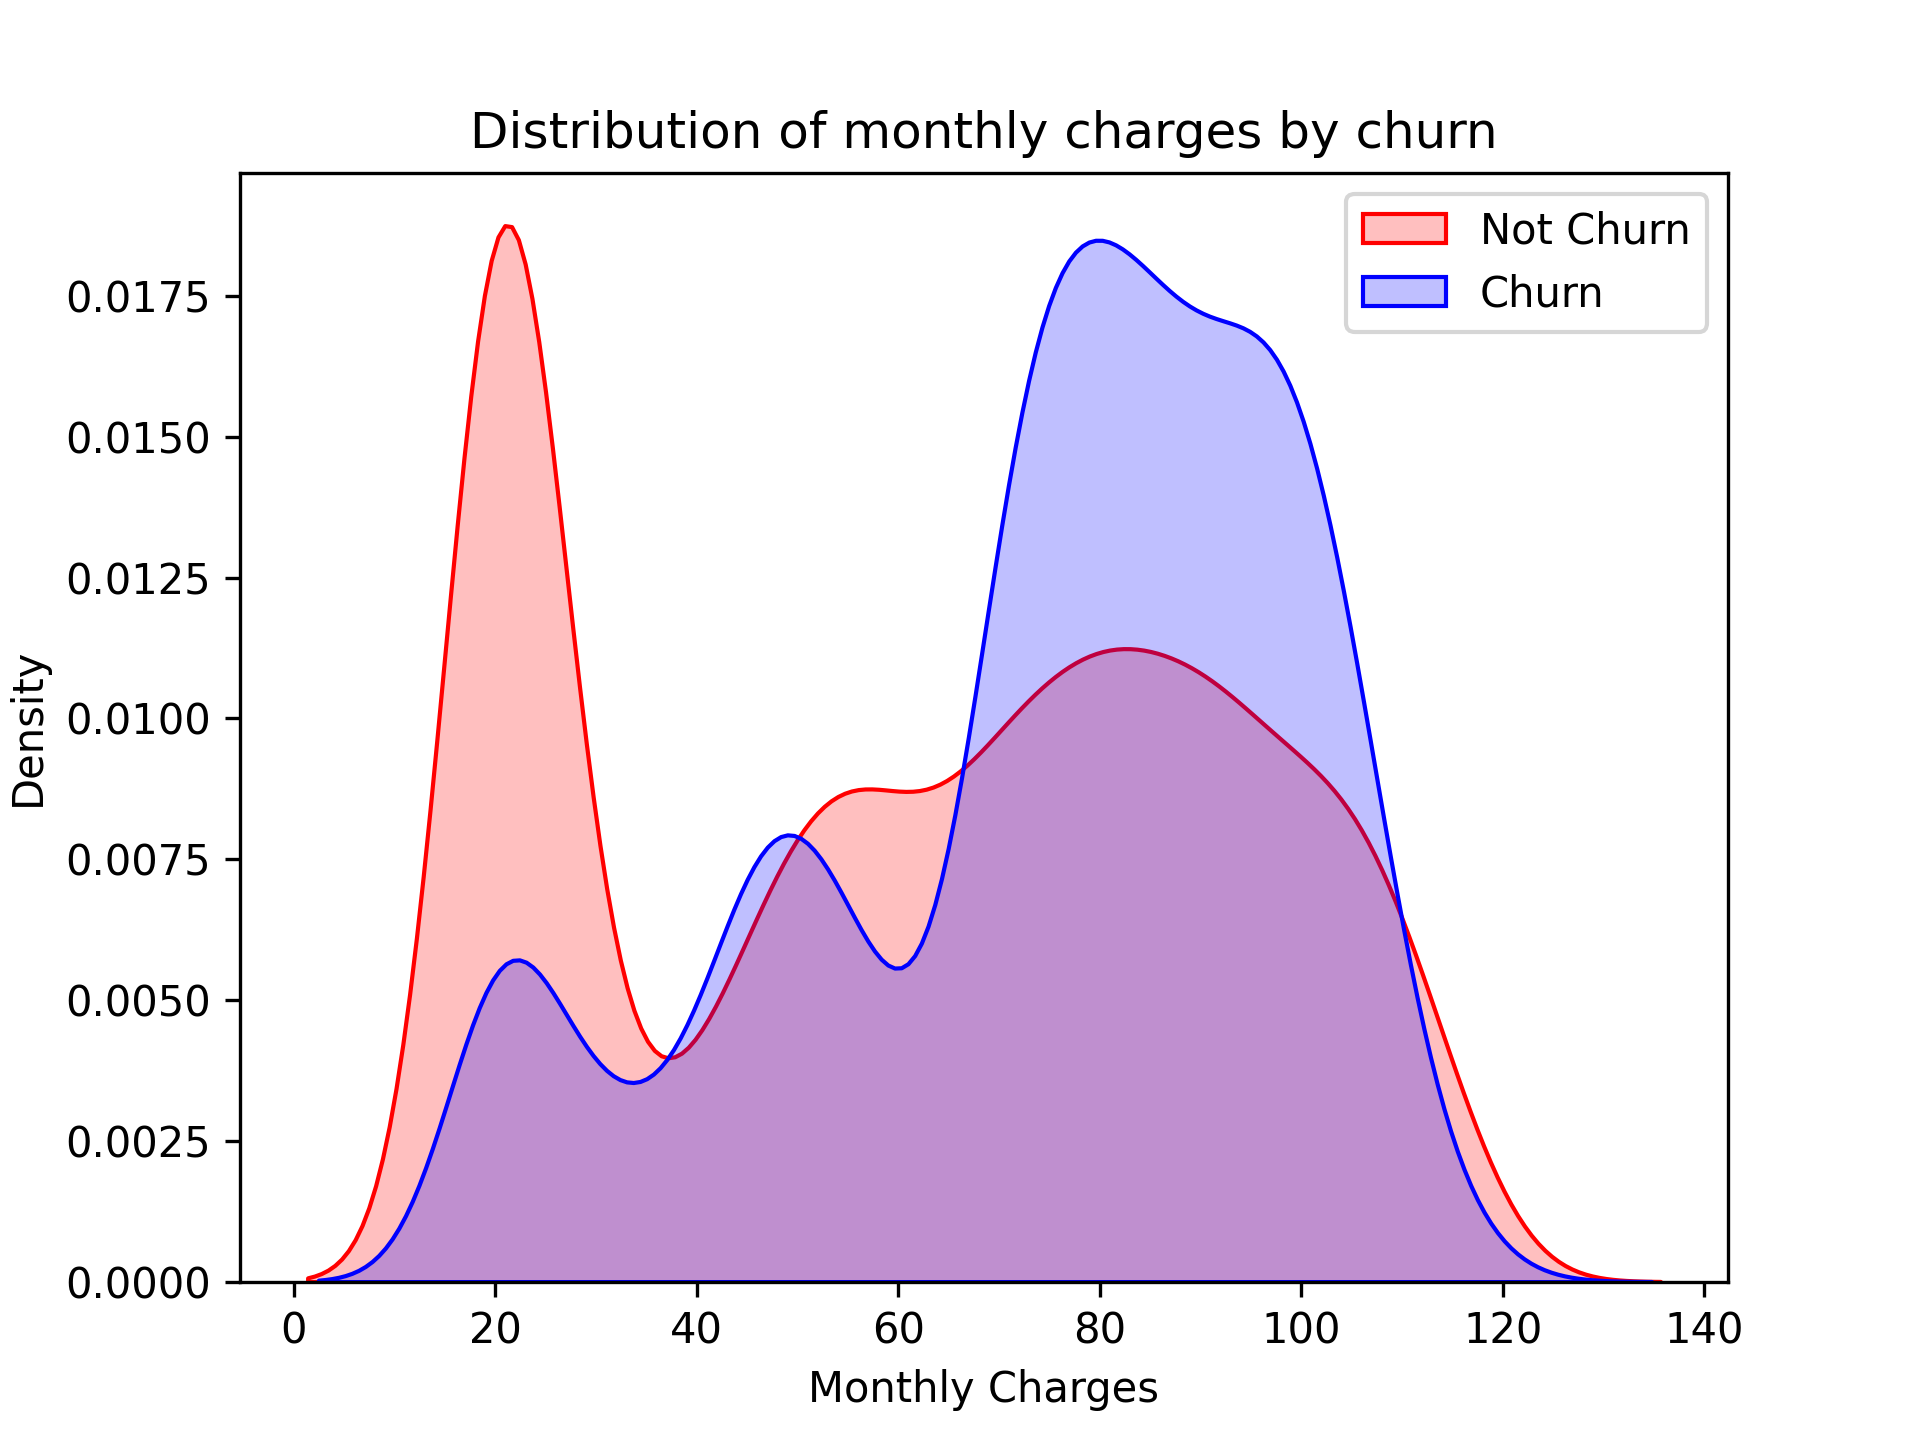 Distribution of monthly charges by churn
Not Churn
Churn
0.0175
0.0150
0.0125
0.0100
0.0075
0.0050
0.0025
0.0000
Density
0 20 40 60 80 100 120 140
Monthly Charges